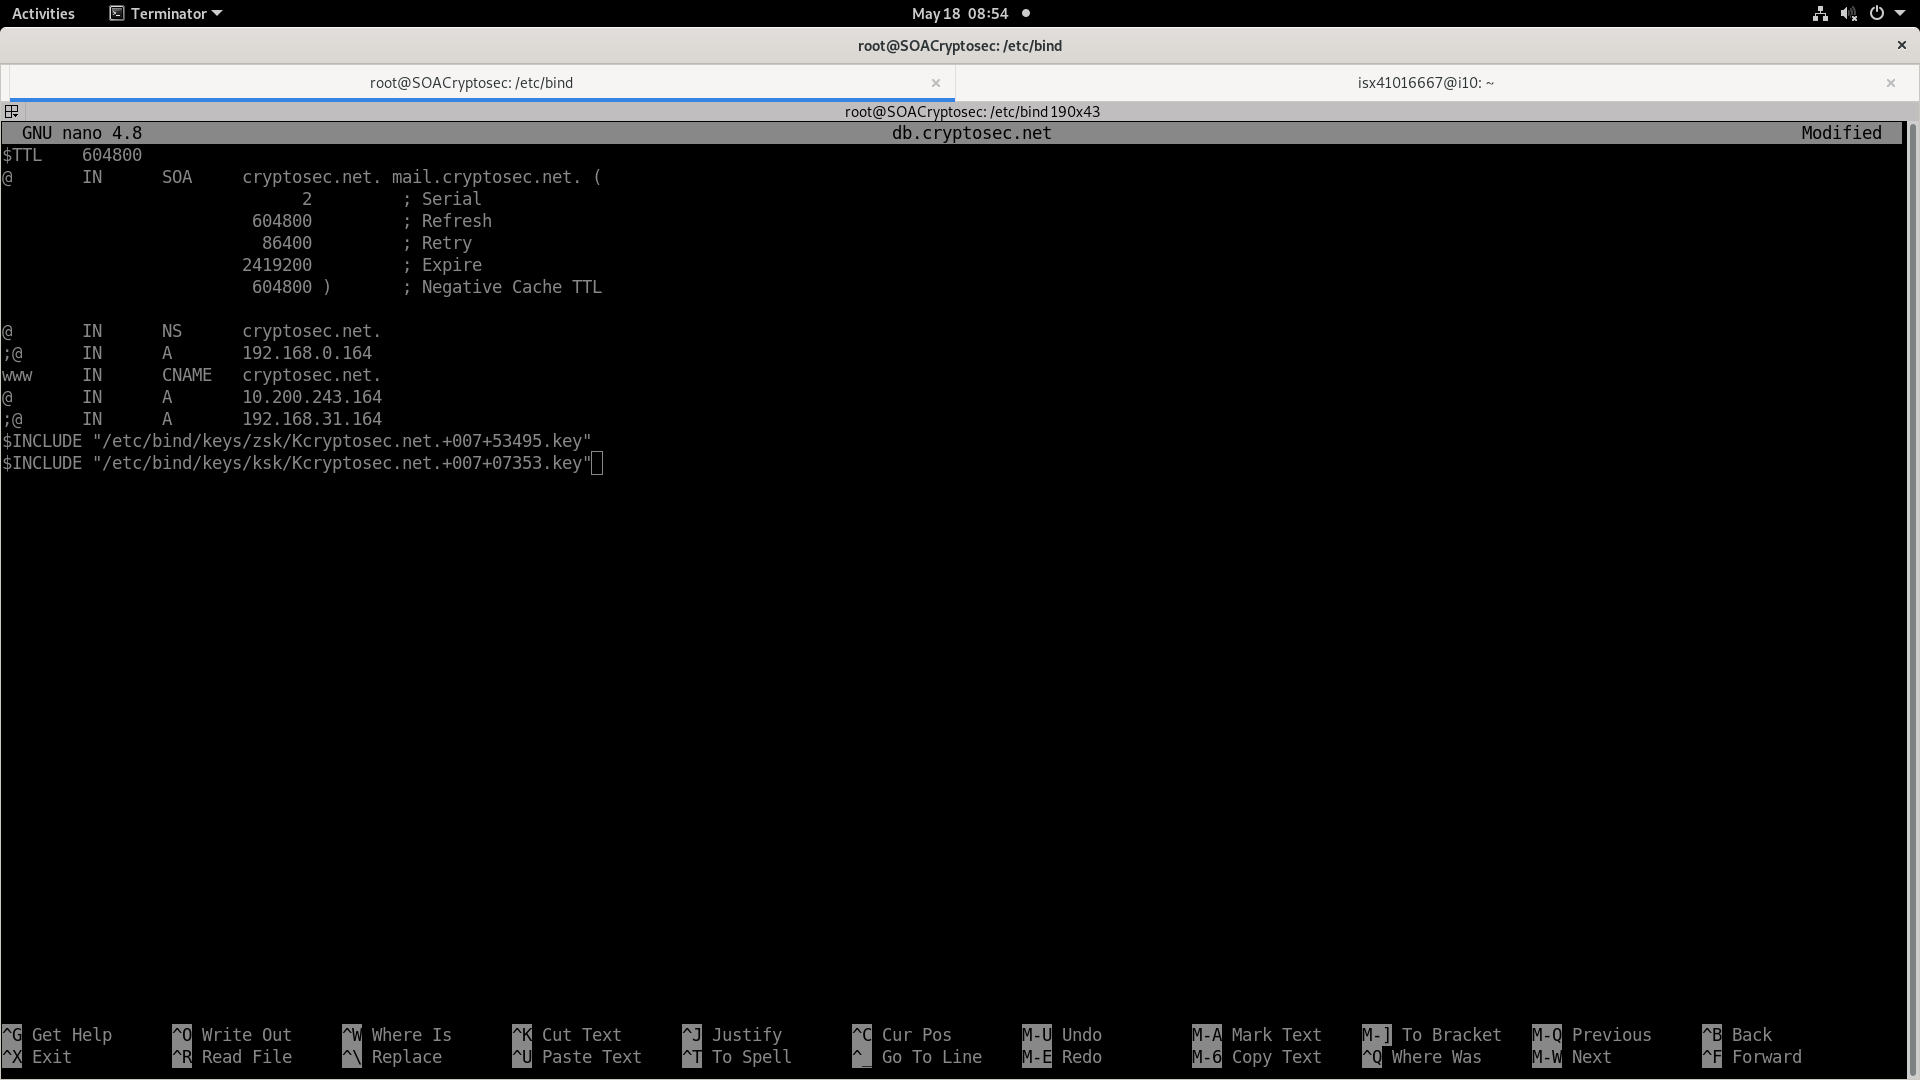 Activities Terminator May 18 08:54
root@SOACryptosec: /etc/bind
root@SOACryptosec: /etc/bind isx41016667@i10: ~
root@SOACryptosec: /etc/bind 190x43
GNU nano 4.8 db.cryptosec.net Modified
$TTL 604800
@ IN SOA cryptosec.net. mail.cryptosec.net. (
2 ; Serial
604800 ; Refresh
86400 ; Retry
2419200 ; Expire
604800 ) ; Negative Cache TTL
@ IN NS cryptosec.net.
;@ IN A 192.168.0.164
www IN CNAME cryptosec.net.
@ IN A 10.200.243.164
;@ IN A 192.168.31.164
$INCLUDE "/etc/bind/keys/zsk/Kcryptosec.net.+007+53495.key"
$INCLUDE "/etc/bind/keys/ksk/Kcryptosec.net.+007+07353.key"
^G Get Help ^O Write Out ^W Where Is ^K Cut Text ^J Justify ^C Cur Pos M-U Undo M-A Mark Text M-] To Bracket M-Q Previous ^B Back
^X Exit ^R Read File ^\ Replace ^U Paste Text ^T To Spell ^_ Go To Line M-E Redo M-6 Copy Text ^Q Where Was M-W Next ^F Forward